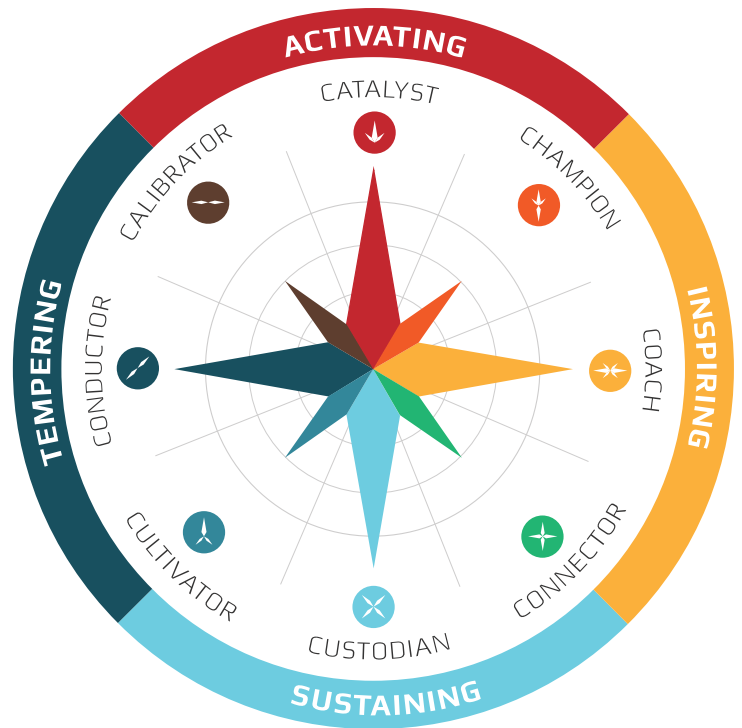 ACTIVATING
CATALYST
CALIBRATOR
CHAMPION
TEMPERING
CONDUCTOR
COACH
INSPIRING
CULTIVATOR
CONNECTOR
CUSTODIAN
SUSTAINING